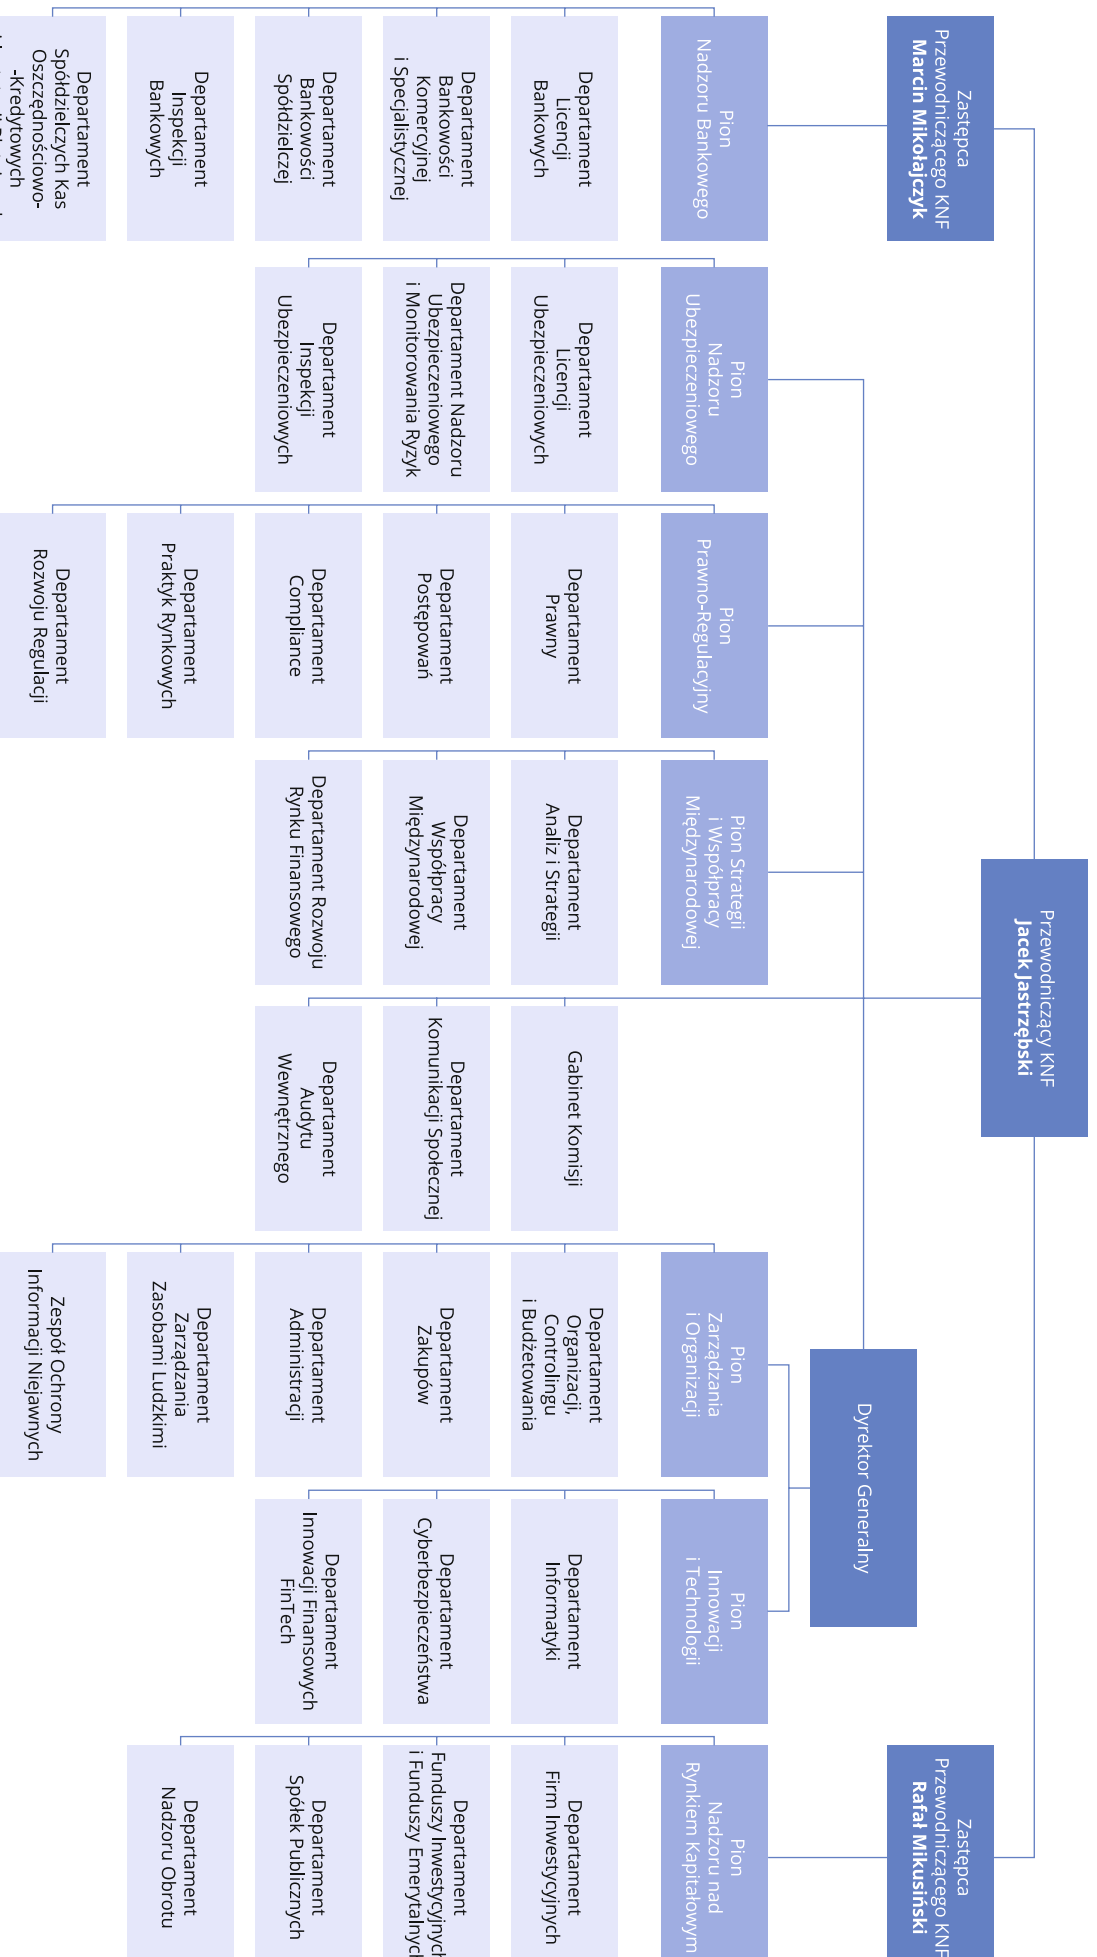 Przewodniczący KNF
Jacek Jastrzębski
Zastępca
Przewodniczącego KNF
Marcin Mikołajczyk
Zastępca
Przewodniczącego KNF
Rafał Mikusiński
Dyrektor Generalny
Pion
Nadzoru Bankowego
Departament
Licencji
Bankowych
Departament
Bankowości
Komercyjnej
i Specjalistycznej
Departament
Bankowości
Spółdzielczej
Departament
Inspekcji
Bankowych
Departament
Spółdzielczych Kas
Oszczędnościowo-
-Kredytowych
Pion
Nadzoru
Ubezpieczeniowego
Departament
Licencji
Ubezpieczeniowych
Departament Nadzoru
Ubezpieczeniowego
i Monitorowania Ryzyk
Departament
Inspekcji
Ubezpieczeniowych
Pion
Prawno-Regulacyjny
Departament
Prawny
Departament
Postępowań
Departament
Compliance
Departament
Praktyk Rynkowych
Departament
Rozwoju Regulacji
Pion Strategii
i Współpracy
Międzynarodowej
Departament
Analiz i Strategii
Departament
Współpracy
Międzynarodowej
Departament Rozwoju
Rynku Finansowego
Gabinet Komisji
Departament
Komunikacji Społecznej
Departament
Audytu
Wewnętrznego
Pion
Zarządzania
i Organizacji
Departament
Organizacji,
Controlingu
i Budżetowania
Departament
Zakupów
Departament
Administracji
Departament
Zarządzania
Zasobami Ludzkimi
Zespół Ochrony
Informacji Niejawnych
Pion
Innowacji
i Technologii
Departament
Informatyki
Departament
Cyberbezpieczeństwa
Departament
Innowacji Finansowych
FinTech
Pion
Nadzoru nad
Rynkiem Kapitałowym
Departament
Firm Inwestycyjnych
Departament
Funduszy Inwestycyjnych
i Funduszy Emerytalnych
Departament
Spółek Publicznych
Departament
Nadzoru Obrotu